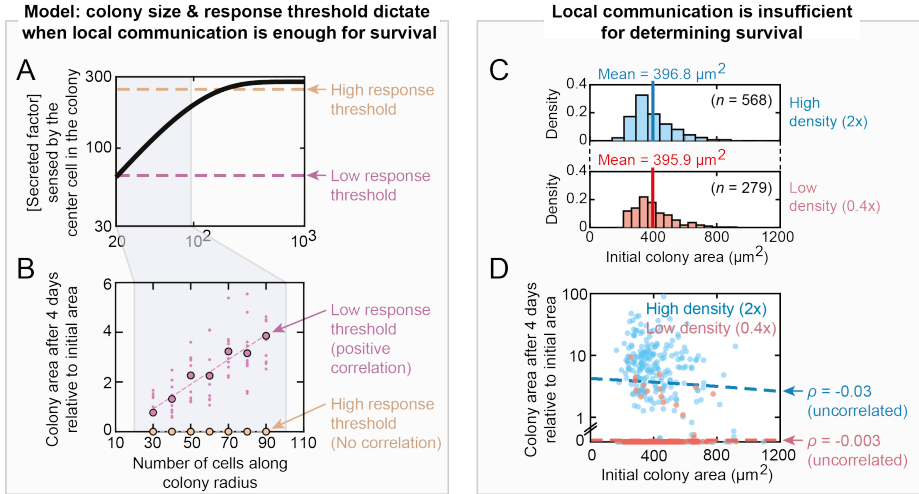 Model: colony size & response threshold dictate
when local communication is enough for survival
A
[Secreted factor]
sensed by the
center cell in the colony
300
100
30
20
10²
10³
High response
threshold
Low response
threshold
B
Colony area after 4 days
relative to initial area
6
4
2
0
10
30
50
70
90
110
Number of cells along
colony radius
Low response
threshold
(positive
correlation)
High response
threshold
(No correlation)
Local communication is insufficient
for determining survival
C
Mean = 396.8 µm²
Density
0.4
0.2
0
(n = 568)
High
density (2x)
Mean = 395.9 µm²
Density
0.4
0.2
0
(n = 279)
Low
density (0.4x)
0
400
800
1200
Initial colony area (µm²)
D
Colony area after 4 days
relative to initial area
100
10
1
0
High density (2x)
Low density (0.4x)
ρ = -0.03
(uncorrelated)
ρ = -0.003
(uncorrelated)
0
400
800
1200
Initial colony area (µm²)